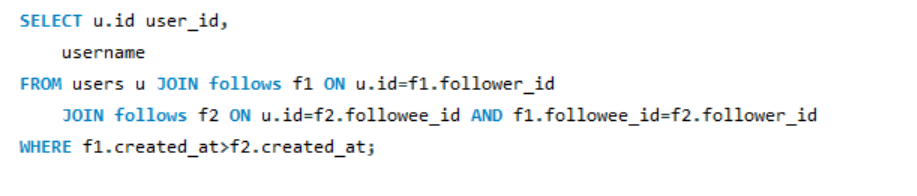 SELECT u.id user_id,
    username
FROM users u JOIN follows f1 ON u.id=f1.follower_id
    JOIN follows f2 ON u.id=f2.followee_id AND f1.followee_id=f2.follower_id
WHERE f1.created_at>f2.created_at;